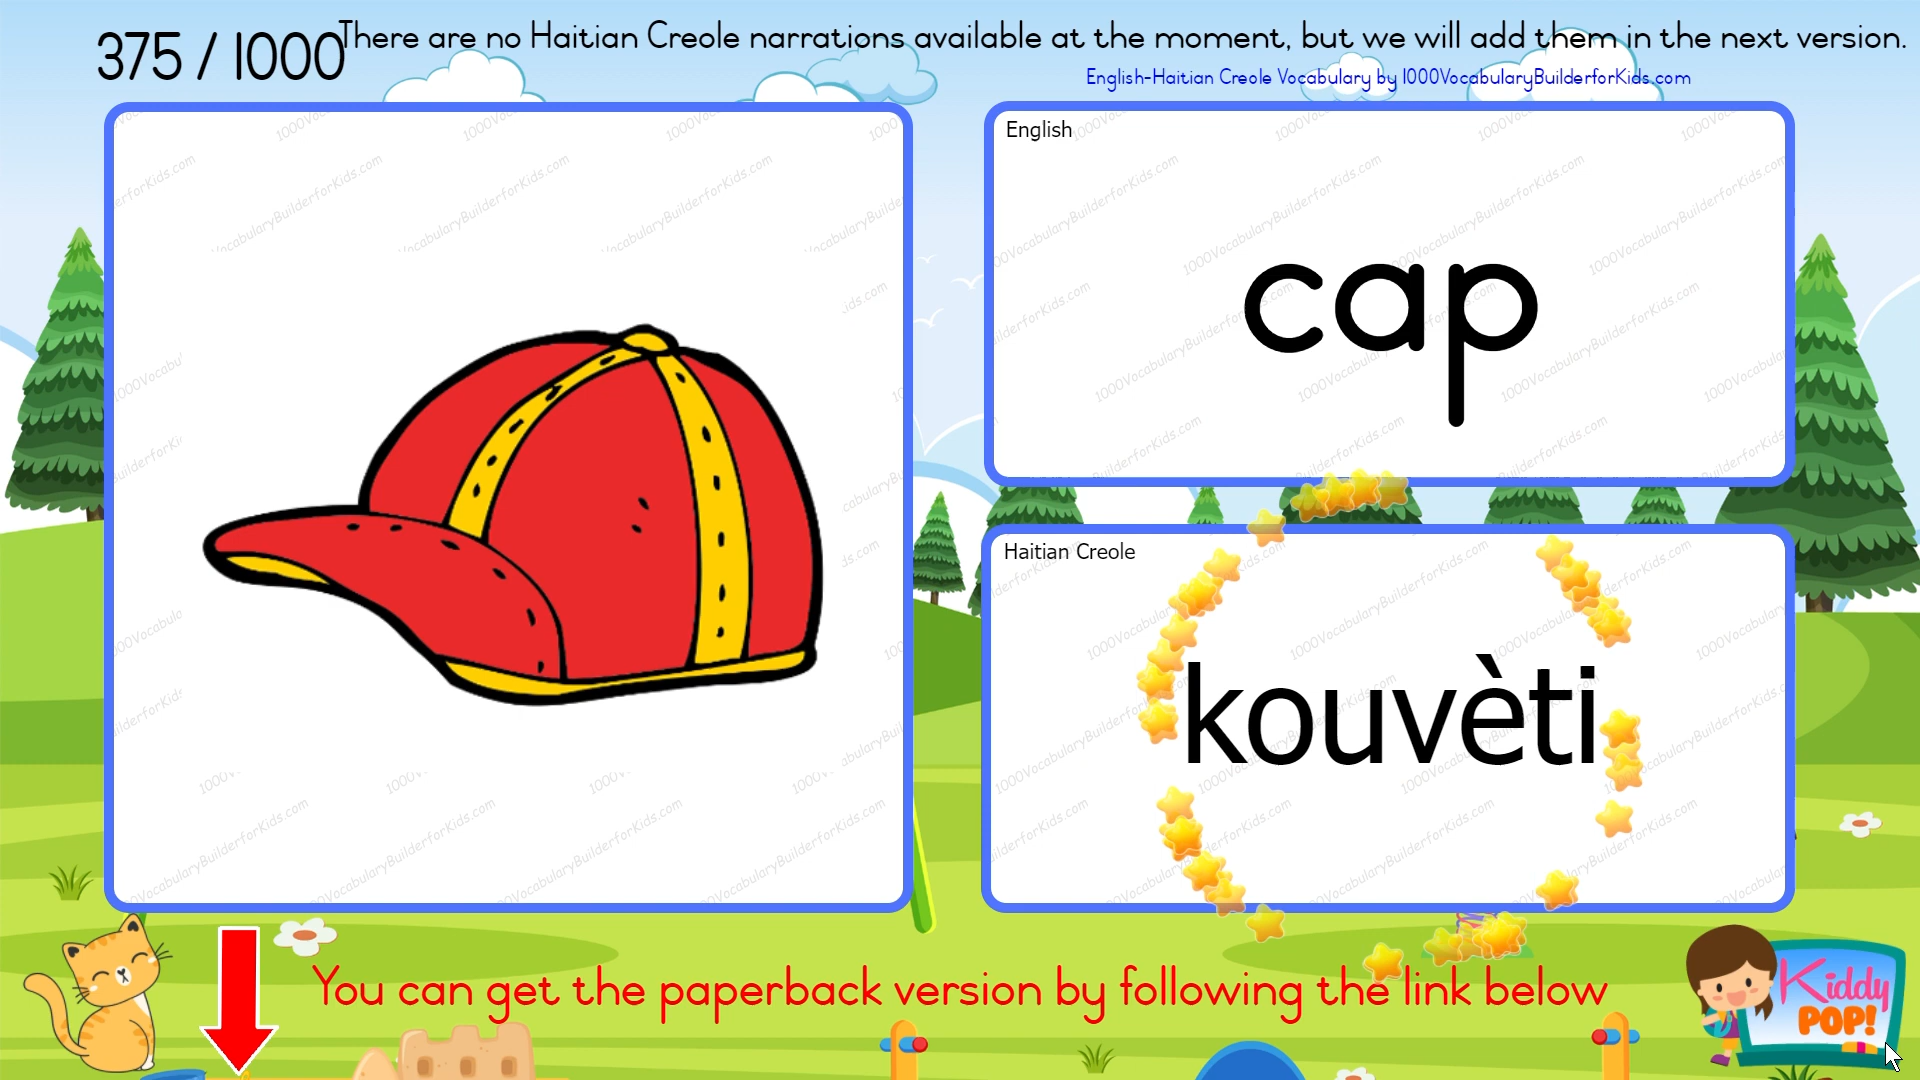 375 / 1000
There are no Haitian Creole narrations available at the moment, but we will add them in the next version.
English-Haitian Creole Vocabulary by 1000VocabularyBuilderforKids.com
English
cap
Haitian Creole
kouvèti
You can get the paperback version by following the link below
Kiddy
POP!
1000VocabularyBuilderforKids.com